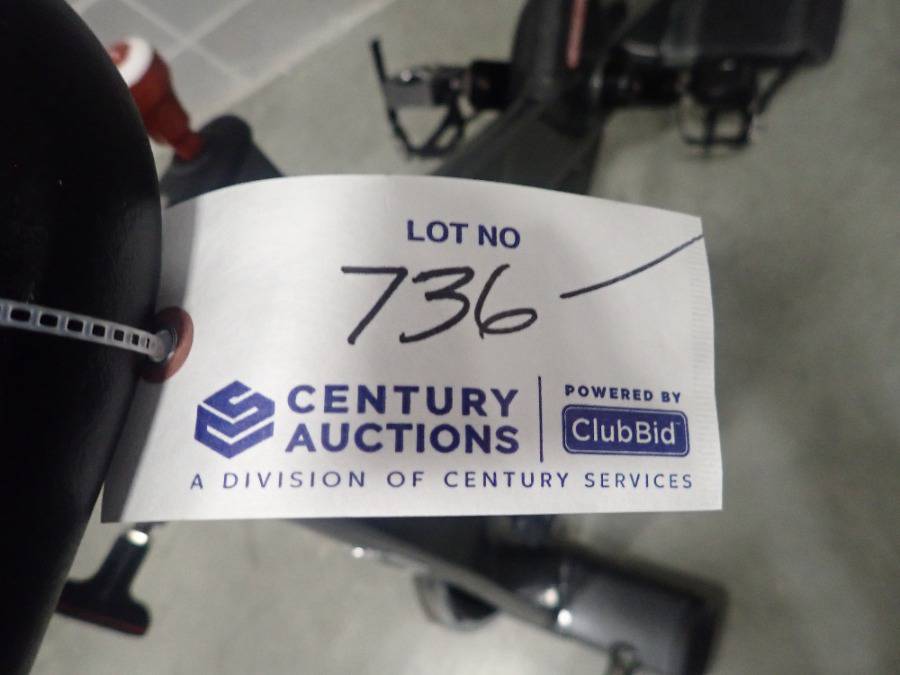 LOT NO
736
CENTURY
AUCTIONS
POWERED BY
ClubBid
A DIVISION OF CENTURY SERVICES